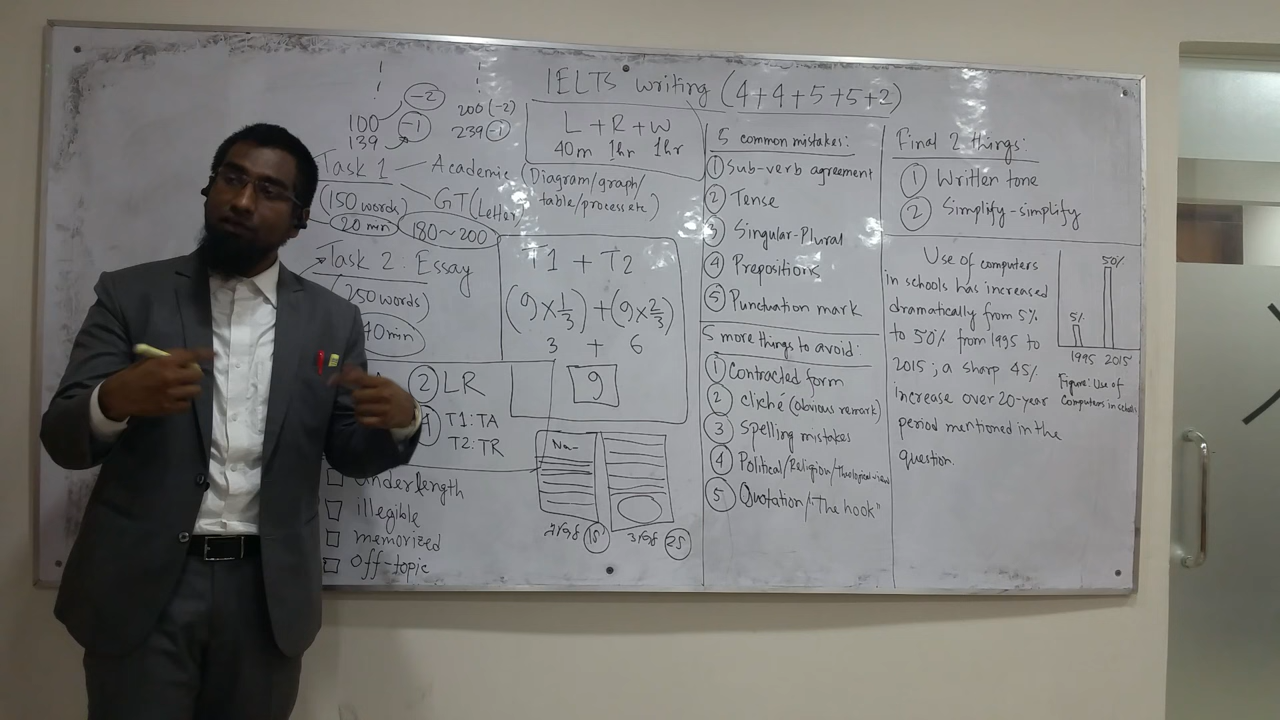 IELTS writing (4+4+5+5+2)
100 -2
139 -1
200 (-2)
239 -1
L + R + W
40m 1hr 1hr
Task 1 Academic (Diagram/graph/
table/process etc)
GT (Letter)
(150 words)
20 min 180~200
Task 2: Essay
(250 words)
40min
② LR
T1: TA
T2: TR
underlength
illegible
memorized
Off-topic
T1 + T2
(9×1/3)+(9×2/3)
3 + 6
9
5 common mistakes:
① Sub-verb agreement
② Tense
③ Singular-Plural
④ Prepositions
⑤ Punctuation mark
5 more things to avoid:
① Contracted form
② cliché (obvious remark)
③ Spelling mistakes
④ Political/Religion/theological-views
⑤ Quotation/"The hook"
Final 2 things:
① Written tone
② Simplify-simplify
Use of computers
in schools has increased
dramatically from 5%
to 50% from 1995 to
2015; a sharp 45%
increase over 20-year
period mentioned in the
question.
50%
5%
1995 2015
Figure: Use of
Computers in schools